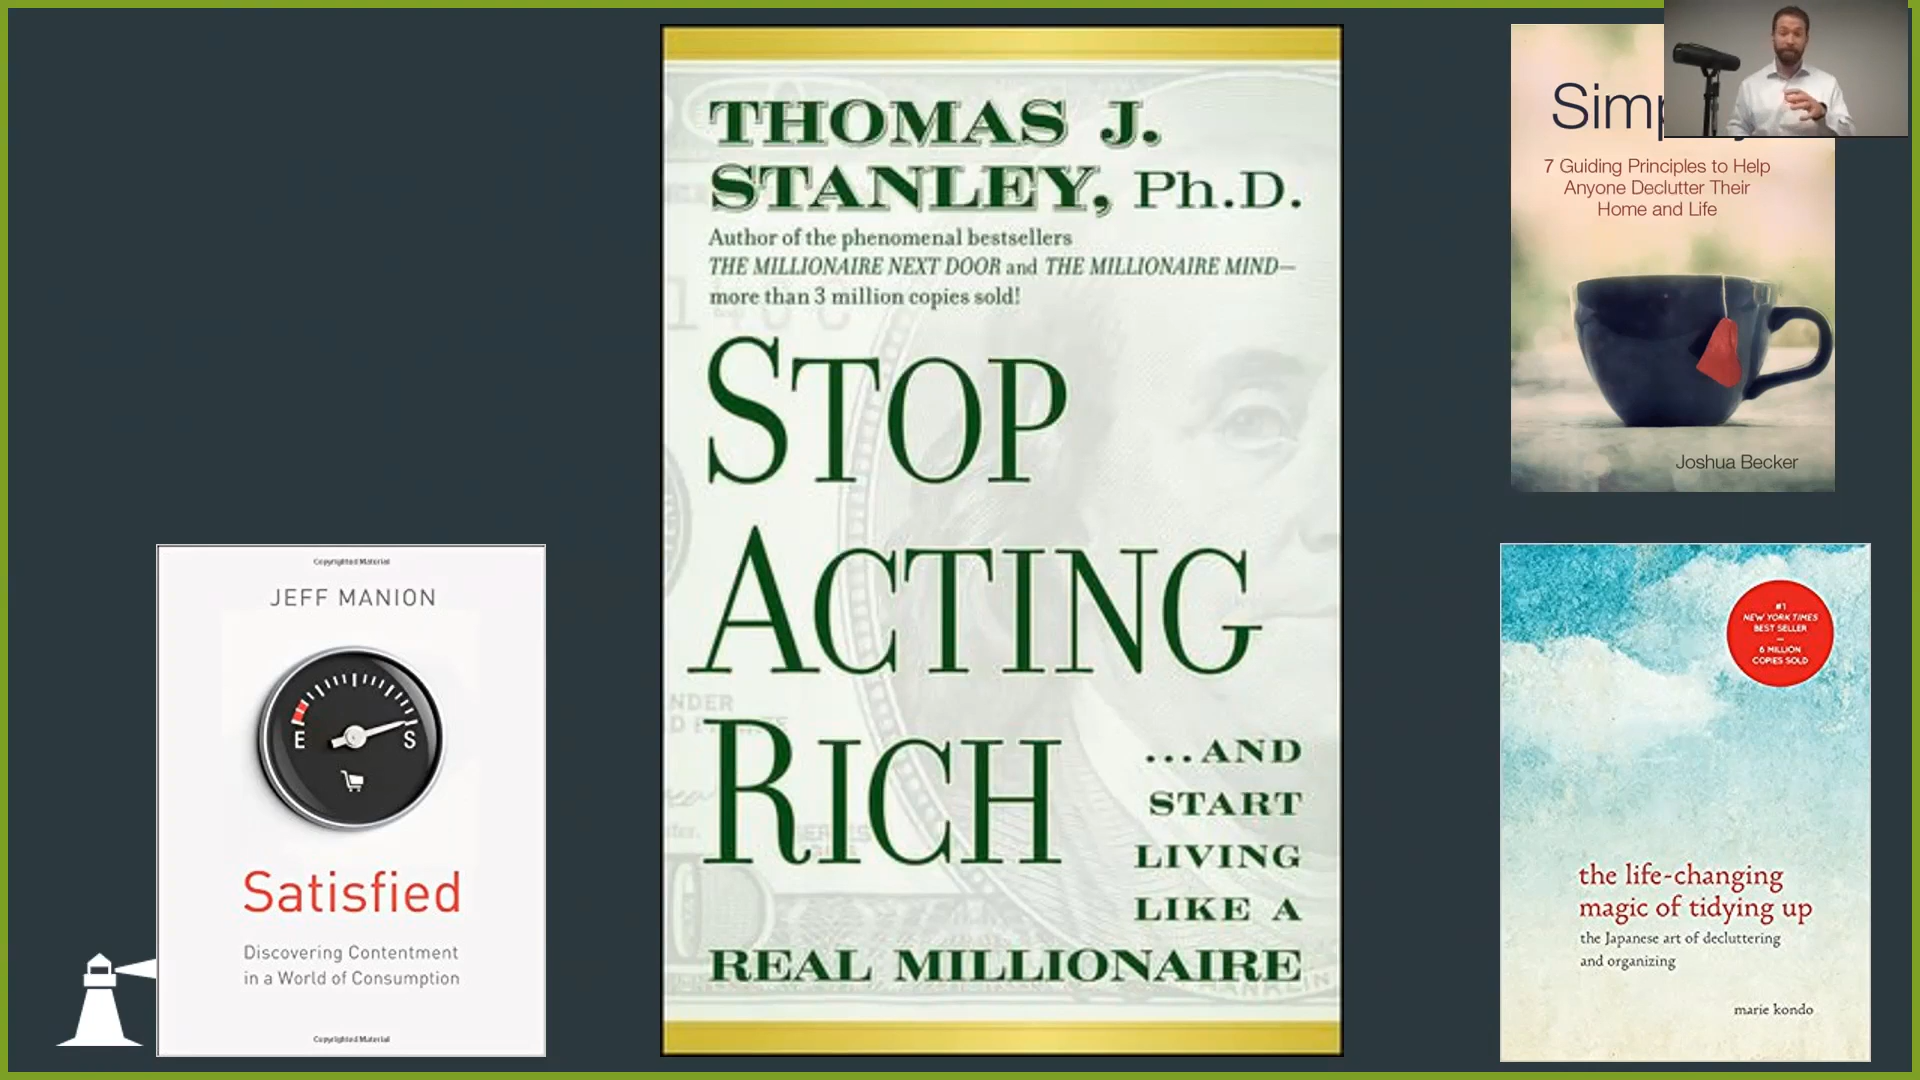 THOMAS J.
STANLEY, Ph.D.
Author of the phenomenal bestsellers
THE MILLIONAIRE NEXT DOOR and THE MILLIONAIRE MIND—
more than 3 million copies sold!
STOP
ACTING
RICH
...AND
START
LIVING
LIKE A
REAL MILLIONAIRE
7 Guiding Principles to Help
Anyone Declutter Their
Home and Life
Joshua Becker
Copyrighted Material
JEFF MANION
E
S
Satisfied
Discovering Contentment
in a World of Consumption
Copyrighted Material
#1
NEW YORK TIMES
BEST SELLER
6 MILLION
COPIES SOLD
the life-changing
magic of tidying up
the Japanese art of decluttering
and organizing
marie kondo